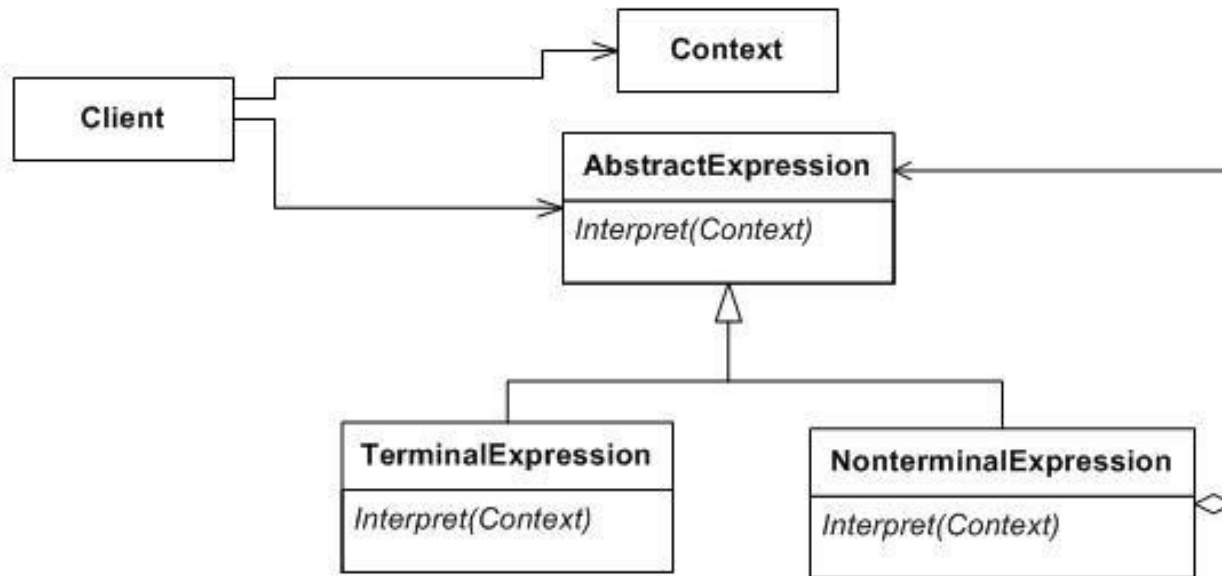 Context
Client
AbstractExpression
Interpret(Context)
TerminalExpression
Interpret(Context)
NonterminalExpression
Interpret(Context)